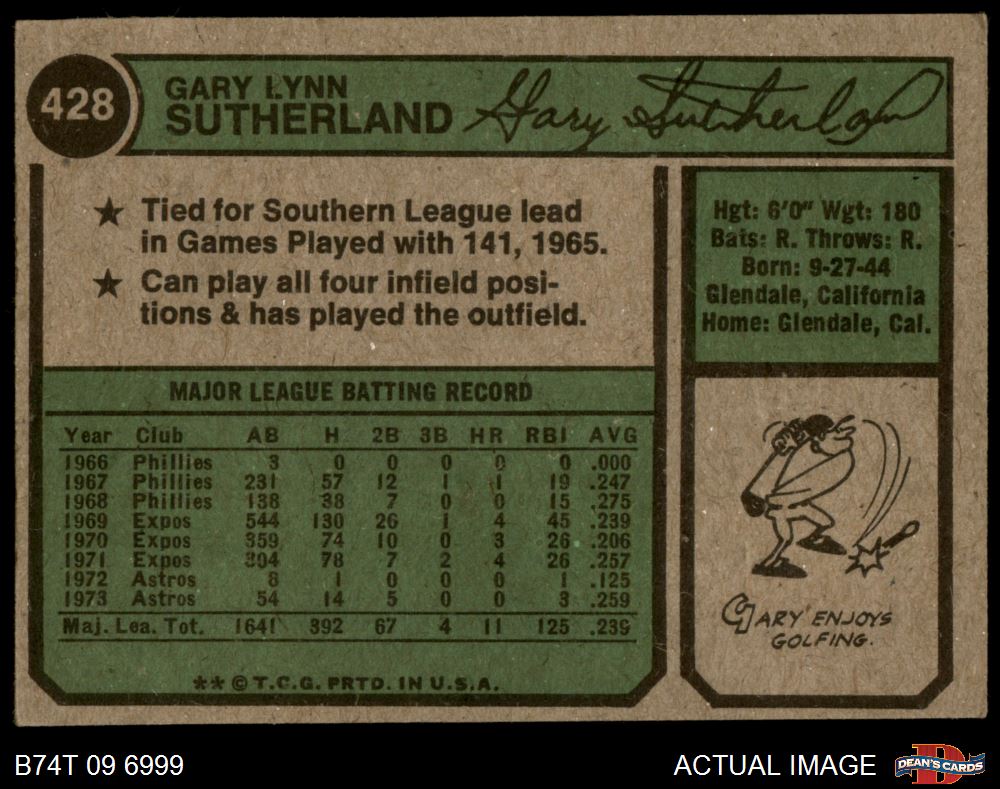 428
GARY LYNN
SUTHERLAND Gary Sutherland
★ Tied for Southern League lead
in Games Played with 141, 1965.
★ Can play all four infield posi-
tions & has played the outfield.
Hgt: 6'0" Wgt: 180
Bats: R. Throws: R.
Born: 9-27-44
Glendale, California
Home: Glendale, Cal.
MAJOR LEAGUE BATTING RECORD
Year Club AB H 2B 3B HR RBI AVG
1966 Phillies 3 0 0 0 0 0 .000
1967 Phillies 231 57 12 1 1 19 .247
1968 Phillies 138 38 7 0 0 15 .275
1969 Expos 544 130 26 1 4 45 .239
1970 Expos 359 74 10 0 3 26 .206
1971 Expos 304 78 7 2 4 26 .257
1972 Astros 8 1 0 0 0 1 .125
1973 Astros 54 14 5 0 0 3 .259
Maj. Lea. Tot. 1641 392 67 4 11 125 .239
** © T.C.G. PRTD. IN U.S.A.
GARY ENJOYS
GOLFING.
B74T 09 6999
ACTUAL IMAGE
DEAN'S CARDS